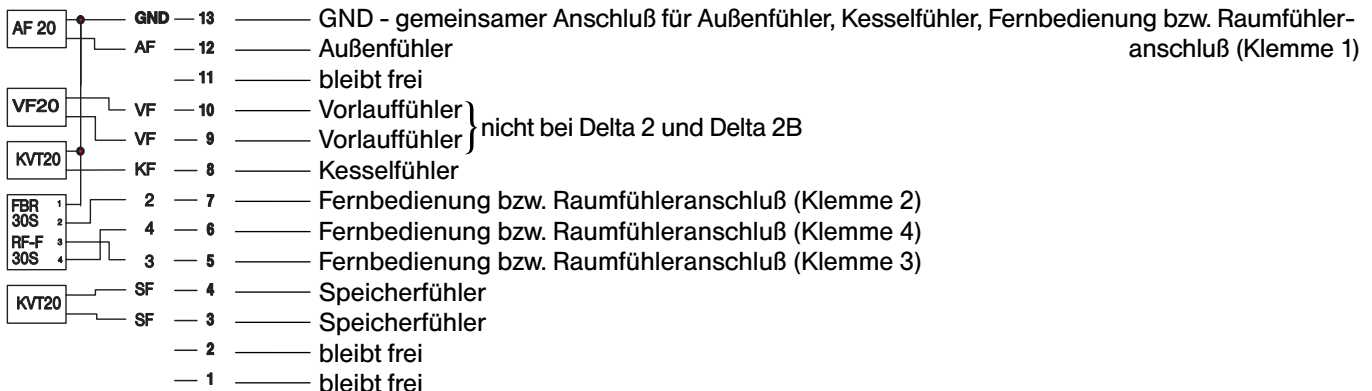 AF 20 GND 13 GND - gemeinsamer Anschluß für Außenfühler, Kesselfühler, Fernbedienung bzw. Raumfühler-
AF 12 Außenfühler anschluß (Klemme 1)
11 bleibt frei
VF20 VF 10 Vorlauffühler
VF 9 Vorlauffühler nicht bei Delta 2 und Delta 2B
KVT20 KF 8 Kesselfühler
FBR 1 2 7 Fernbedienung bzw. Raumfühleranschluß (Klemme 2)
30S 2 4 6 Fernbedienung bzw. Raumfühleranschluß (Klemme 4)
RF-F 3
30S 4 3 5 Fernbedienung bzw. Raumfühleranschluß (Klemme 3)
KVT20 SF 4 Speicherfühler
SF 3 Speicherfühler
2 bleibt frei
1 bleibt frei